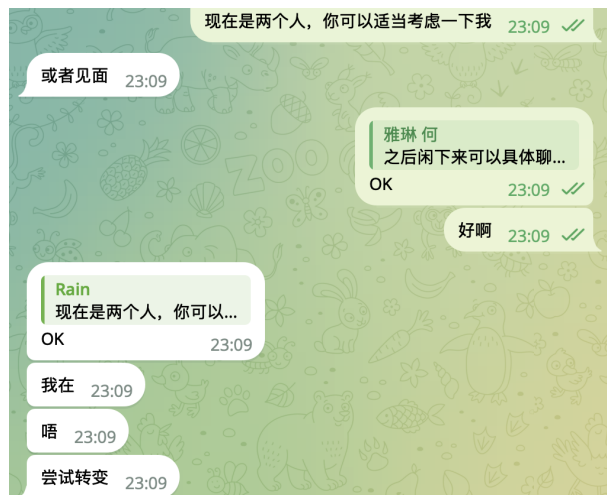 现在是两个人，你可以适当考虑一下我 23:09
或者见面 23:09
雅琳 何
之后闲下来可以具体聊...
OK 23:09
好啊 23:09
Rain
现在是两个人，你可以...
OK 23:09
我在 23:09
唔 23:09
尝试转变 23:09
ZOO